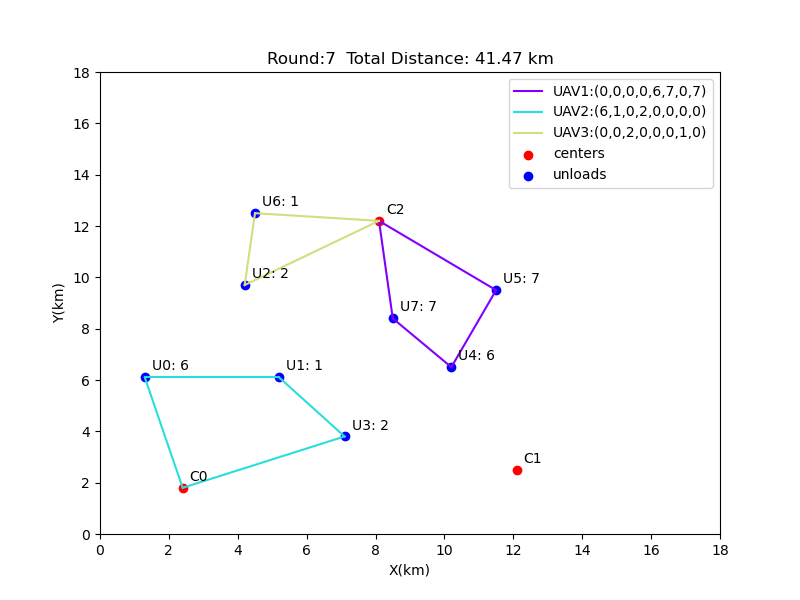 Round:7  Total Distance: 41.47 km
UAV1:(0,0,0,0,6,7,0,7)
UAV2:(6,1,0,2,0,0,0,0)
UAV3:(0,0,2,0,0,0,1,0)
centers
unloads
18
16
14
12
10
8
6
4
2
0
Y(km)
U6: 1
C2
U2: 2
U5: 7
U7: 7
U4: 6
U0: 6
U1: 1
U3: 2
C1
C0
0
2
4
6
8
10
12
14
16
18
X(km)